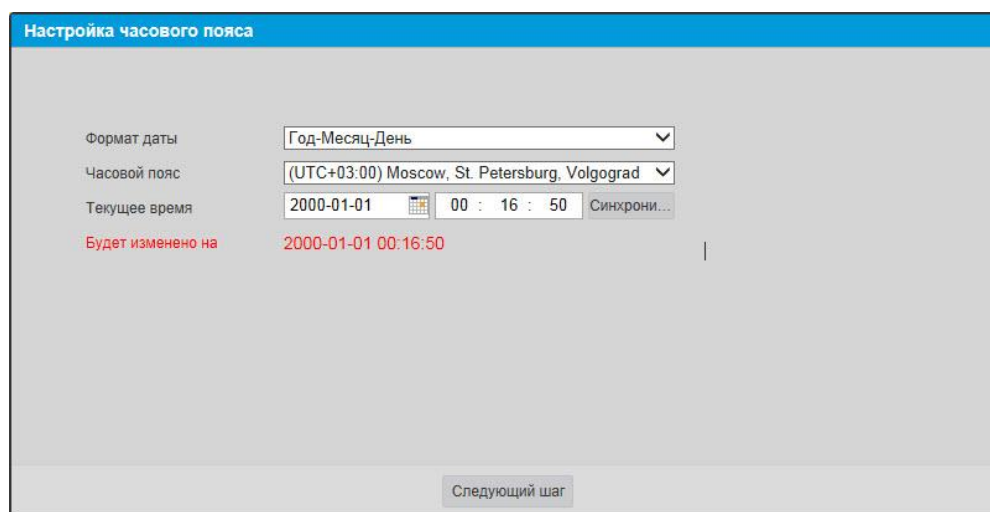 Настройка часового пояса
Формат даты Год-Месяц-День
Часовой пояс (UTC+03:00) Moscow, St. Petersburg, Volgograd
Текущее время 2000-01-01 00 : 16 : 50 Синхрони...
Будет изменено на 2000-01-01 00:16:50
Следующий шаг